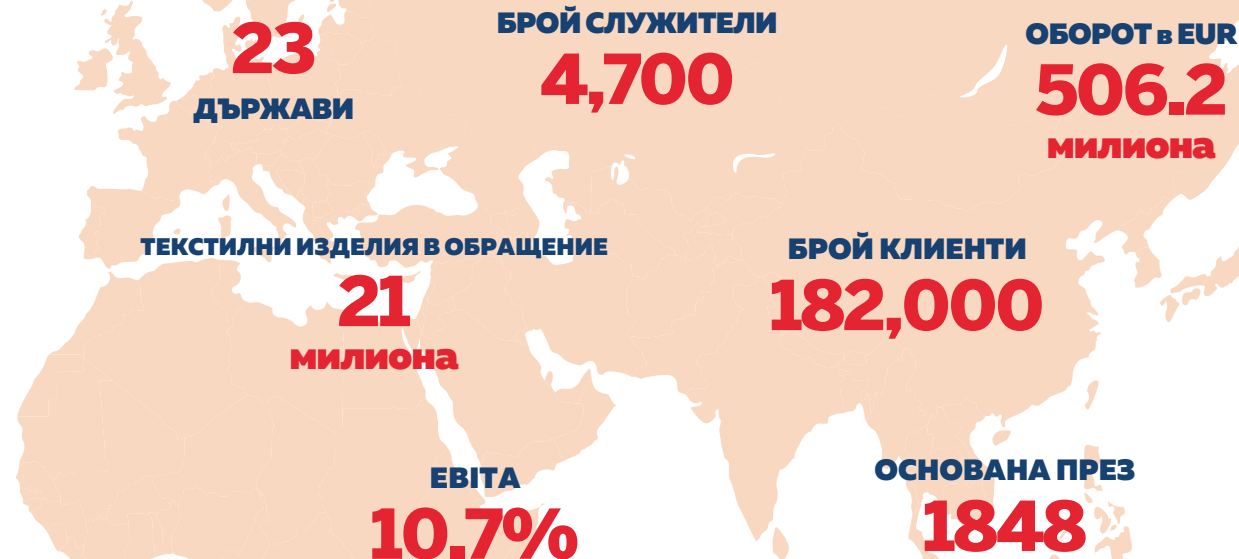 23
ДЪРЖАВИ
БРОЙ СЛУЖИТЕЛИ
4,700
ОБОРОТ в EUR
506.2
милиона
ТЕКСТИЛНИ ИЗДЕЛИЯ В ОБРАЩЕНИЕ
21
милиона
БРОЙ КЛИЕНТИ
182,000
EBITA
10.7%
ОСНОВАНА ПРЕЗ
1848